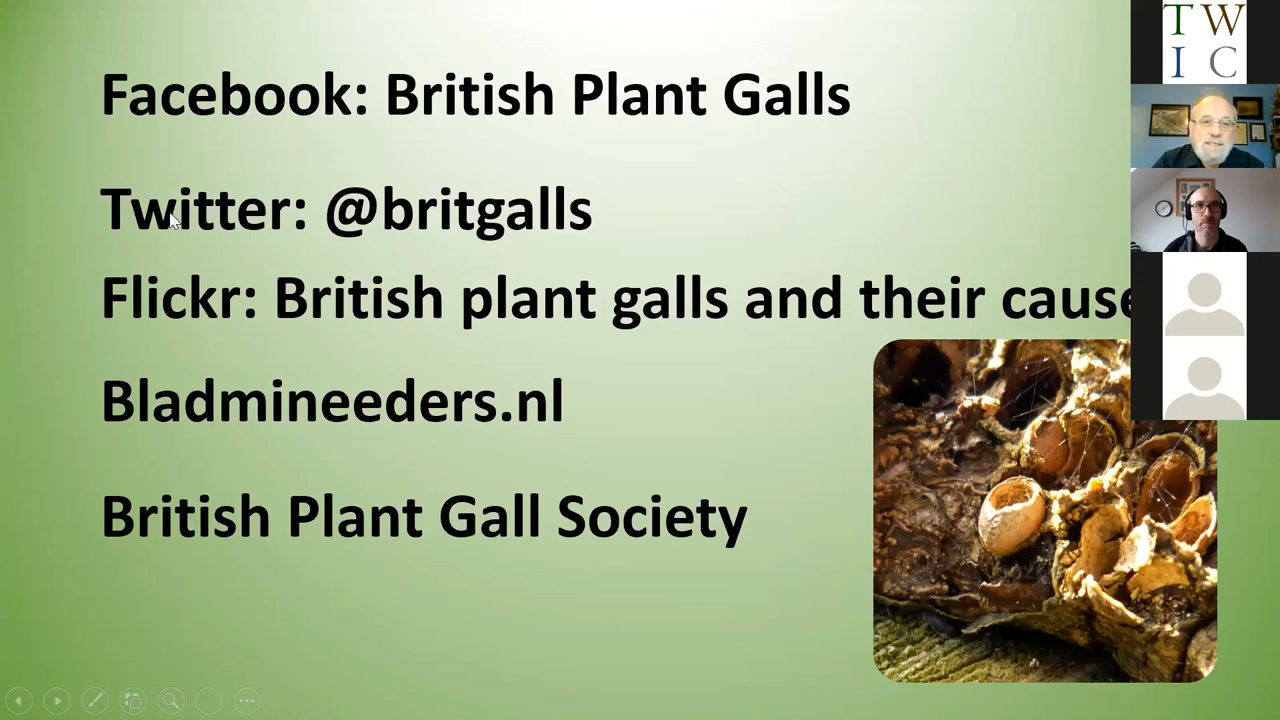 Facebook: British Plant Galls
Twitter: @britgalls
Flickr: British plant galls and their cause
Bladmineeders.nl
British Plant Gall Society
T W
I C